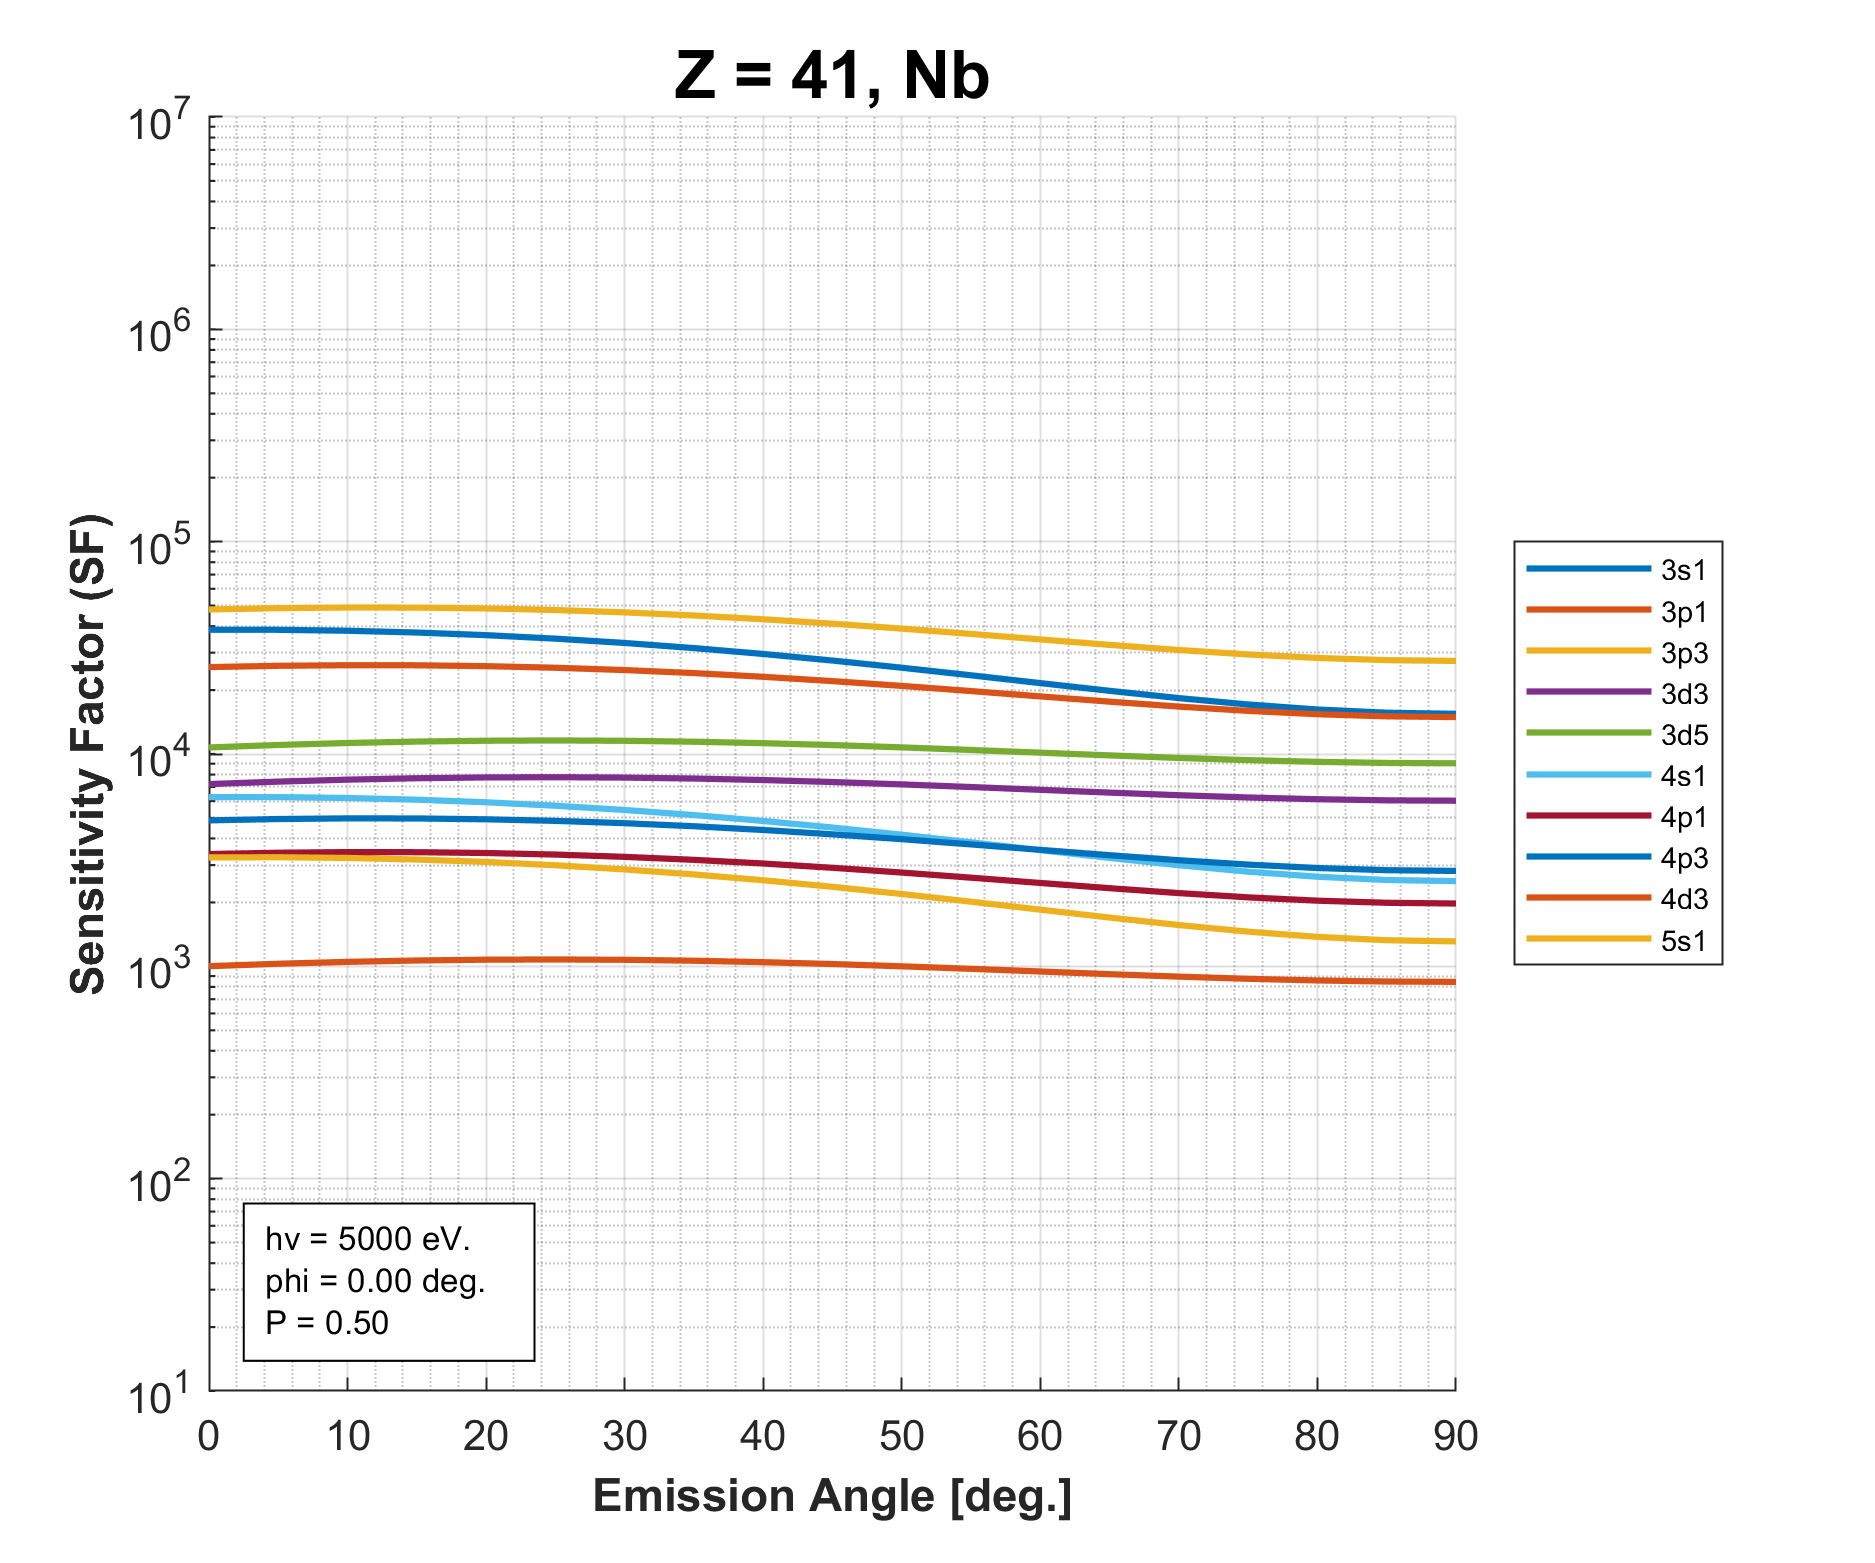 Z = 41, Nb
10^7
10^6
10^5
10^4
10^3
10^2
10^1
Sensitivity Factor (SF)
0 10 20 30 40 50 60 70 80 90
Emission Angle [deg.]
hv = 5000 eV.
phi = 0.00 deg.
P = 0.50
3s1
3p1
3p3
3d3
3d5
4s1
4p1
4p3
4d3
5s1